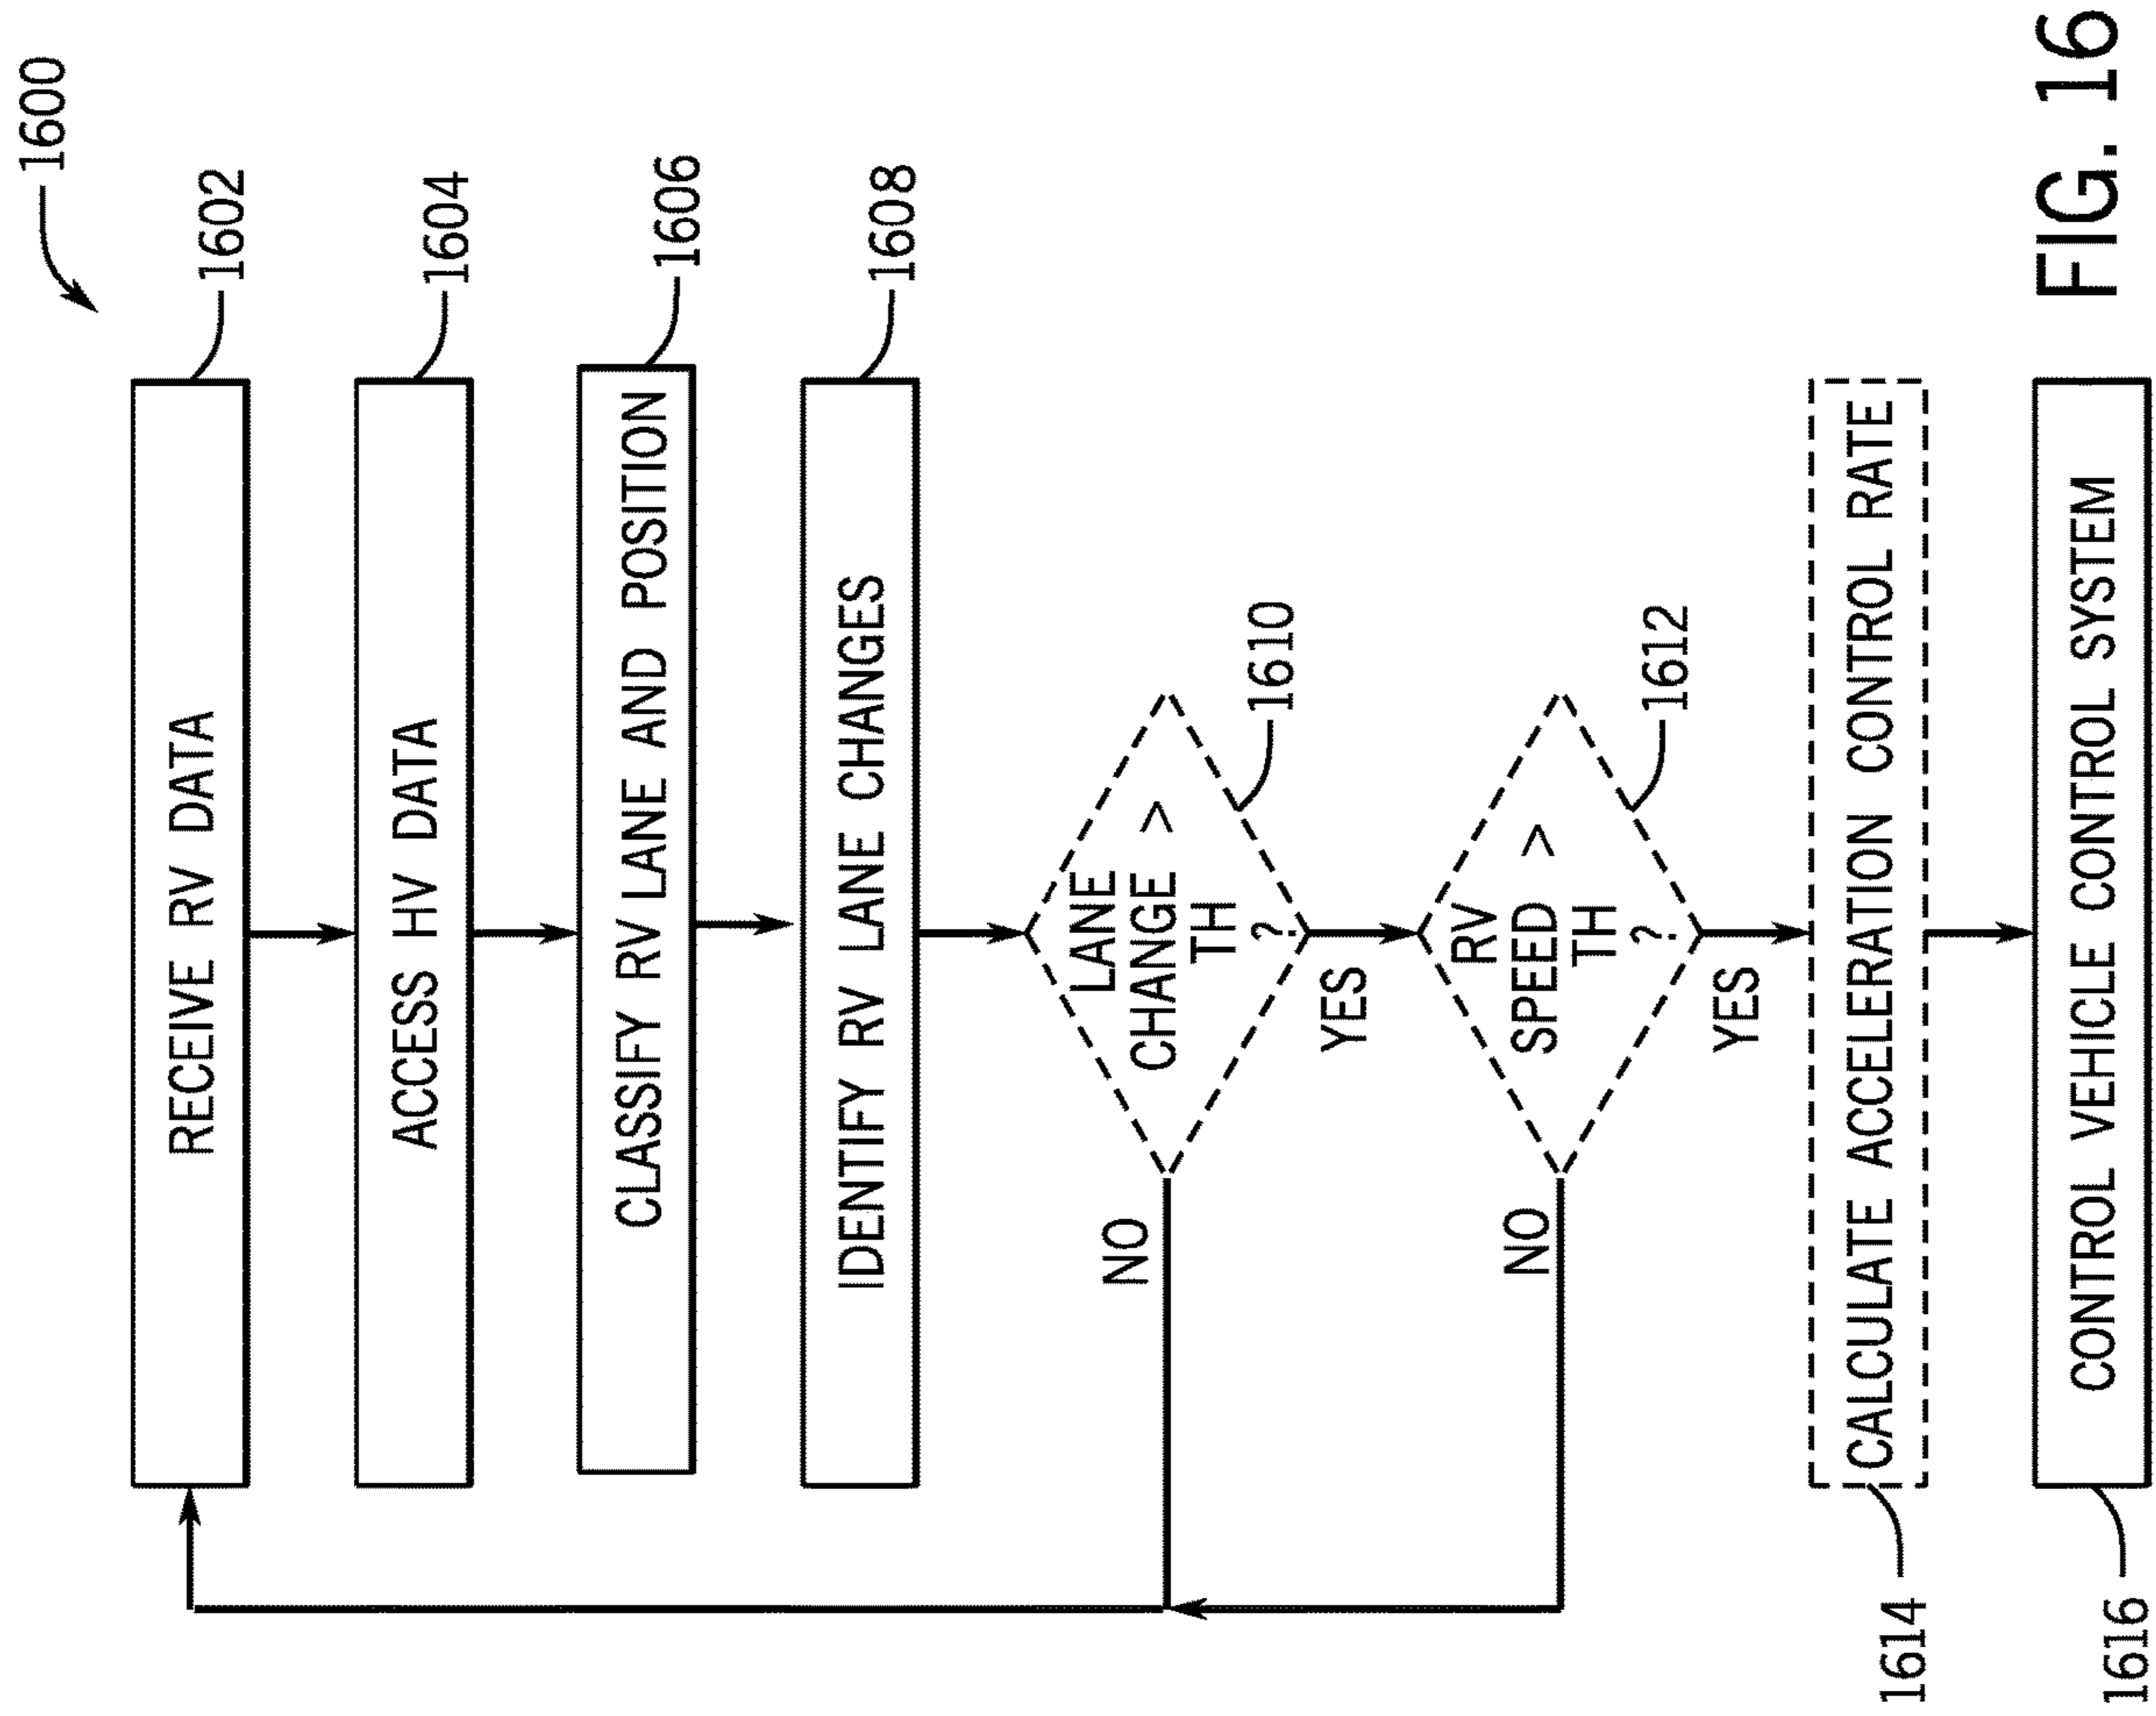 1600
RECEIVE RV DATA
1602
ACCESS HV DATA
1604
CLASSIFY RV LANE AND POSITION
1606
IDENTIFY RV LANE CHANGES
1608
LANE
CHANGE >
TH
?
1610
NO
YES
RV
SPEED >
TH
?
1612
NO
YES
CALCULATE ACCELERATION CONTROL RATE
1614
CONTROL VEHICLE CONTROL SYSTEM
1616
FIG. 16